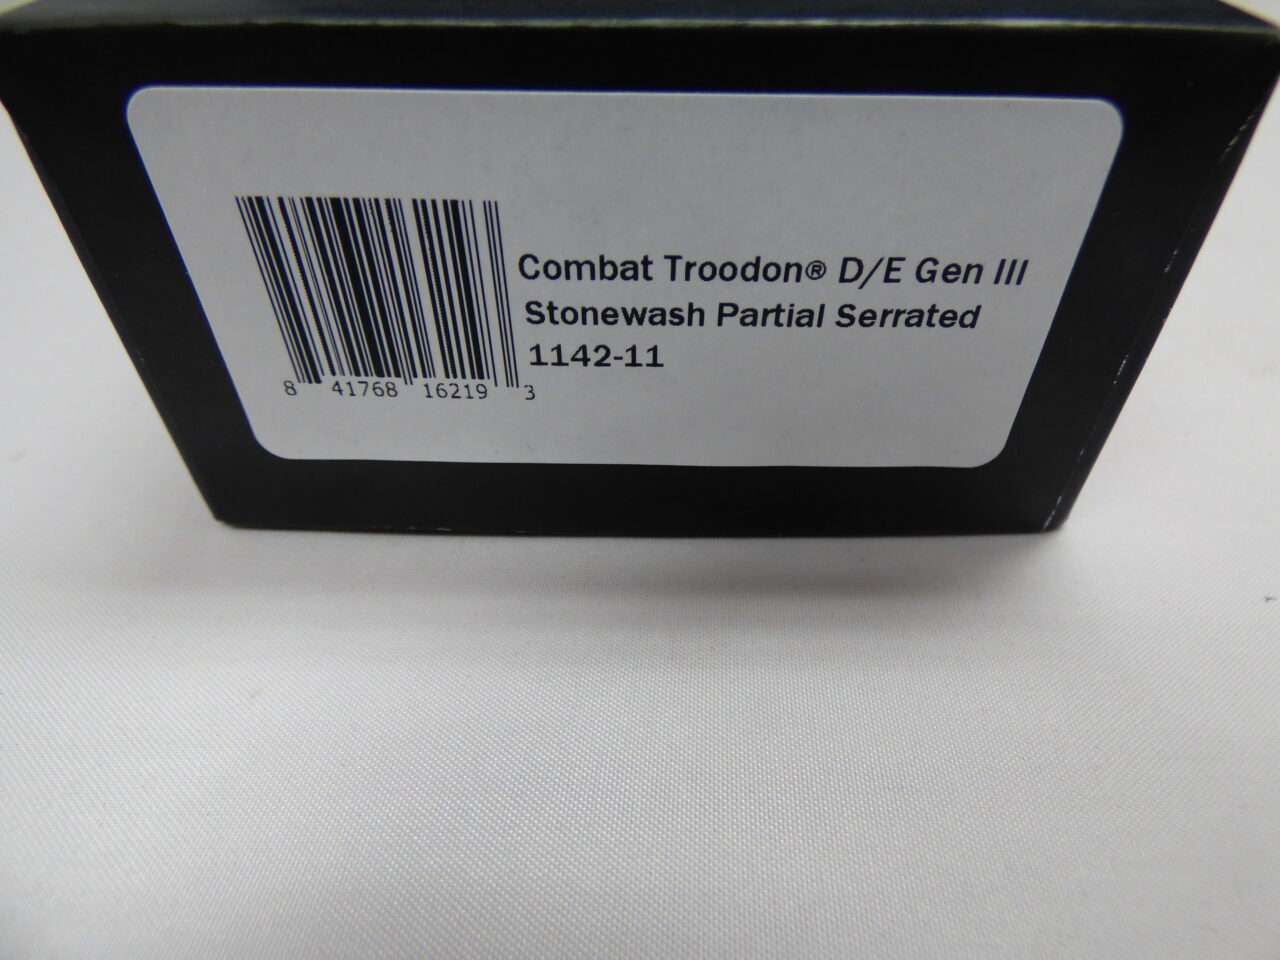 Combat Troodon® D/E Gen III
Stonewash Partial Serrated
1142-11
8 41768 16219 3